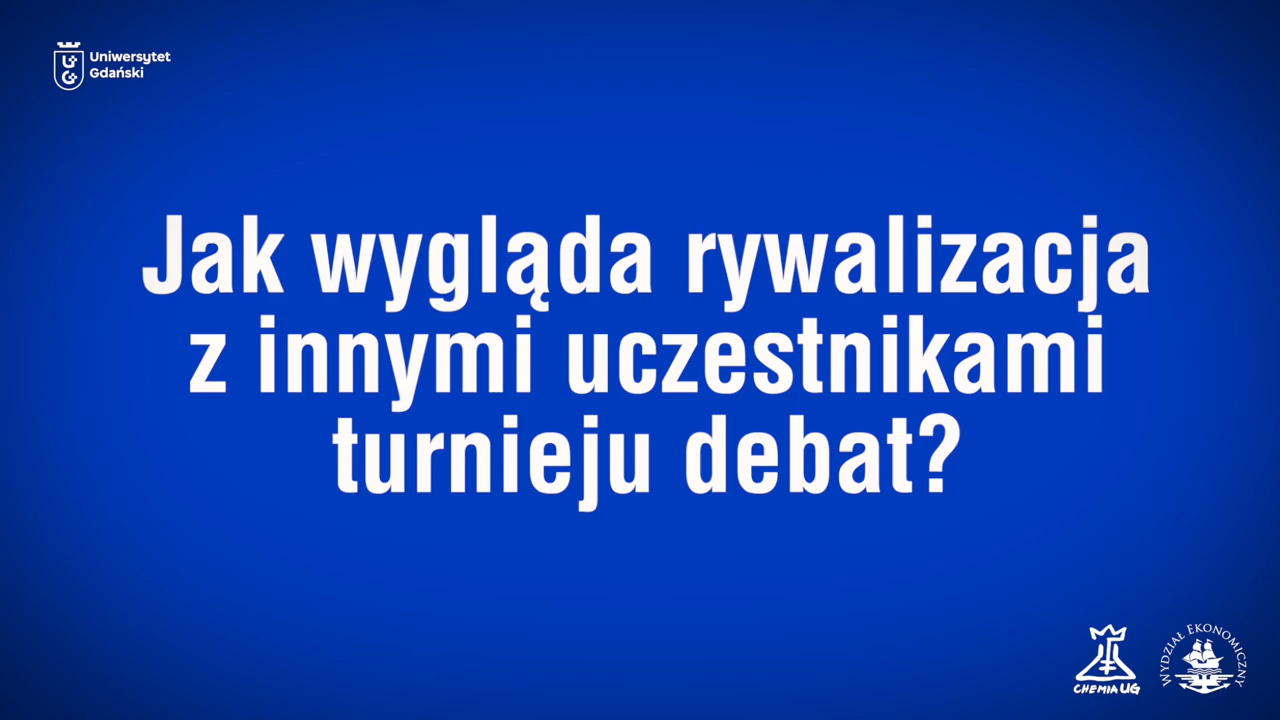 Uniwersytet
Gdański
Jak wygląda rywalizacja
z innymi uczestnikami
turnieju debat?
CHEMIA UG
WYDZIAŁ EKONOMICZNY